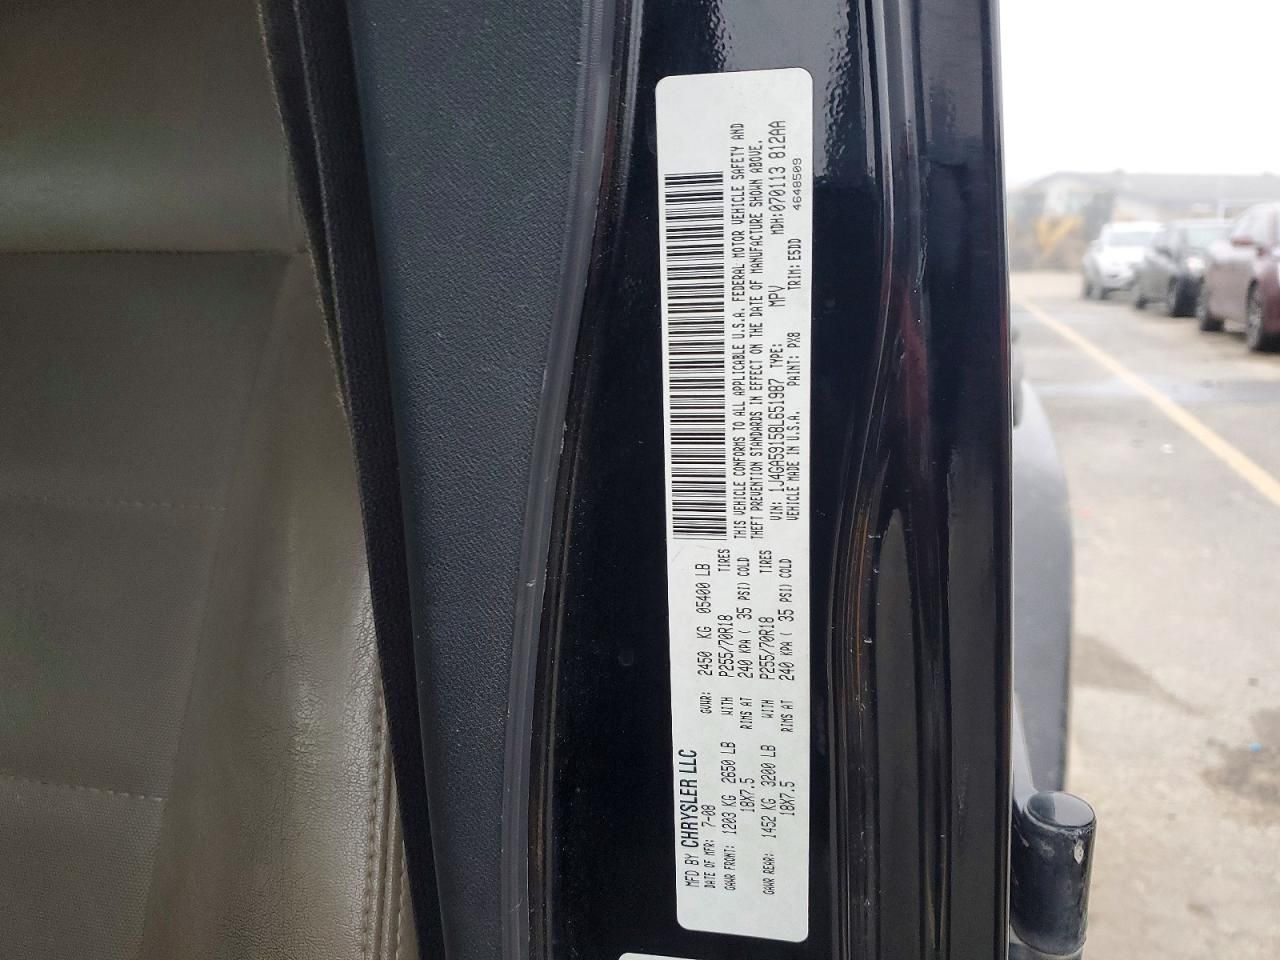 MFD BY CHRYSLER LLC
DATE OF MFR: 7-08 GVWR: 2450 KG 05400 LB
GAWR FRONT: 1203 KG 2650 LB WITH P255/70R18 TIRES
18X7.5 RIMS AT 240 KPA ( 35 PSI) COLD
GAWR REAR: 1452 KG 3200 LB WITH P255/70R18 TIRES
18X7.5 RIMS AT 240 KPA ( 35 PSI) COLD
THIS VEHICLE CONFORMS TO ALL APPLICABLE U.S.A. FEDERAL MOTOR VEHICLE SAFETY AND
THEFT PREVENTION STANDARDS IN EFFECT ON THE DATE OF MANUFACTURE SHOWN ABOVE.
VIN: 1J4GA59158L651987 TYPE: MPV MDH:070113 812AA
VEHICLE MADE IN U.S.A. PAINT: PX8 TRIM: E5DD 4648509